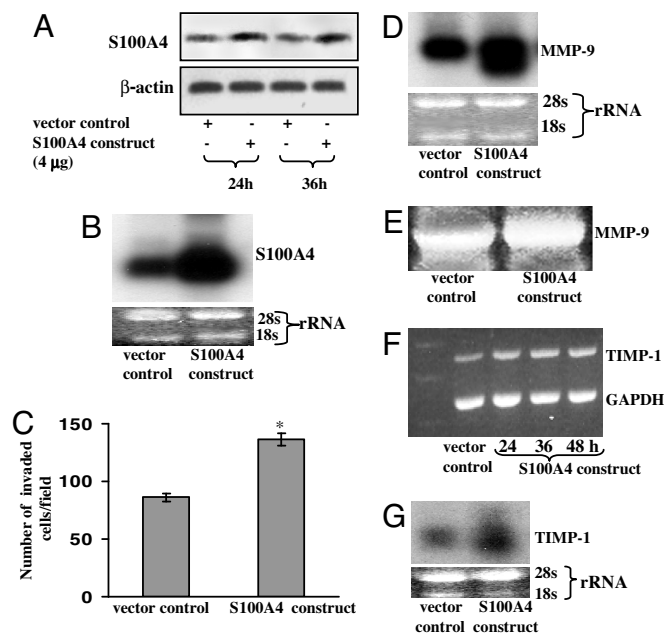 A
S100A4
β-actin
vector control + - + -
S100A4 construct - + - +
(4 µg)
24h 36h
B
S100A4
28s
18s
rRNA
vector control
S100A4 construct
C
Number of invaded cells/field
150
100
50
0
*
vector control S100A4 construct
D
MMP-9
28s
18s
rRNA
vector control
S100A4 construct
E
MMP-9
vector control
S100A4 construct
F
TIMP-1
GAPDH
vector control
24 36 48 h
S100A4 construct
G
TIMP-1
28s
18s
rRNA
vector control
S100A4 construct